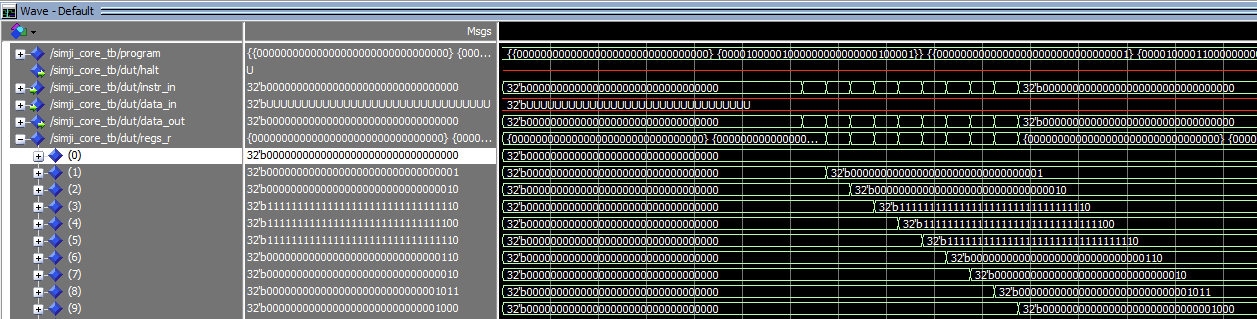 Wave - Default
Msgs
/simji_core_tb/program {{00000000000000000000000000000000} {000... {{00000000000000000000000000000000} {00010000010000000000000000100001}} {{00000000000000000000000000000001} {0001000011000000
/simji_core_tb/dut/halt U
/simji_core_tb/dut/instr_in 32'b00000000000000000000000000000000 32'b00000000000000000000000000000000 32'b00000000000000000000000000000000
/simji_core_tb/dut/data_in 32'bUUUUUUUUUUUUUUUUUUUUUUUUUUUUUUUU 32'bUUUUUUUUUUUUUUUUUUUUUUUUUUUUUUUU
/simji_core_tb/dut/data_out 32'b00000000000000000000000000000000 32'b00000000000000000000000000000000 32'b00000000000000000000000000000000
/simji_core_tb/dut/regs_r {00000000000000000000000000000000} {0000... {00000000000000000000000000000000} {000000000000000... {00000000000000000000000000000000} {0000
(0) 32'b00000000000000000000000000000000 32'b00000000000000000000000000000000
(1) 32'b00000000000000000000000000000001 32'b00000000000000000000000000000000 32'b00000000000000000000000000000001
(2) 32'b00000000000000000000000000000010 32'b00000000000000000000000000000000 32'b00000000000000000000000000000010
(3) 32'b11111111111111111111111111111110 32'b00000000000000000000000000000000 32'b11111111111111111111111111111110
(4) 32'b11111111111111111111111111111100 32'b00000000000000000000000000000000 32'b11111111111111111111111111111100
(5) 32'b11111111111111111111111111111110 32'b00000000000000000000000000000000 32'b11111111111111111111111111111110
(6) 32'b00000000000000000000000000000110 32'b00000000000000000000000000000000 32'b00000000000000000000000000000110
(7) 32'b00000000000000000000000000000010 32'b00000000000000000000000000000000 32'b00000000000000000000000000000010
(8) 32'b00000000000000000000000000001011 32'b00000000000000000000000000000000 32'b00000000000000000000000000001011
(9) 32'b00000000000000000000000000001000 32'b00000000000000000000000000000000 32'b00000000000000000000000000001000